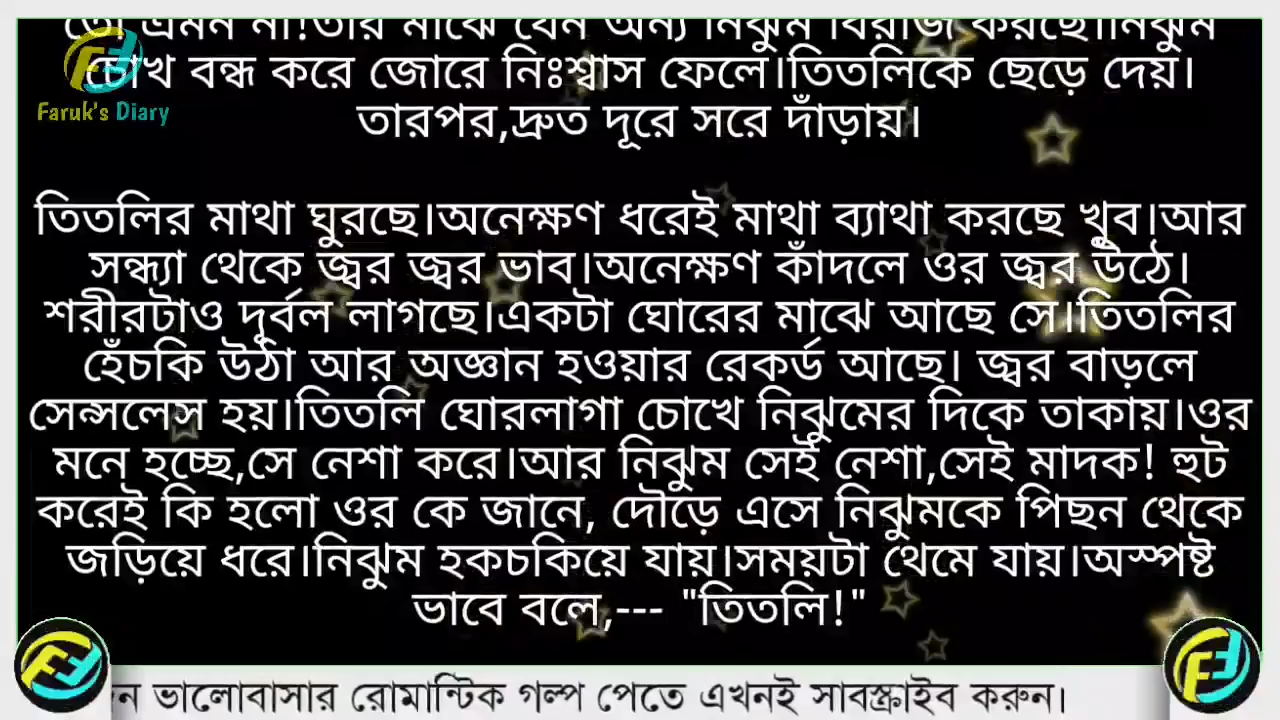 তো এমন না!তার মাঝে যেন অন্য নিঝুম বিরাজ করছে।নিঝুম
চোখ বন্ধ করে জোরে নিঃশ্বাস ফেলে।তিতলিকে ছেড়ে দেয়।
Faruk's Diary
তারপর,দ্রুত দূরে সরে দাঁড়ায়।
তিতলির মাথা ঘুরছে।অনেক্ষণ ধরেই মাথা ব্যাথা করছে খুব।আর
সন্ধ্যা থেকে জ্বর জ্বর ভাব।অনেক্ষণ কাঁদলে ওর জ্বর উঠে।
শরীরটাও দূর্বল লাগছে।একটা ঘোরের মাঝে আছে সে।তিতলির
হেঁচকি উঠা আর অজ্ঞান হওয়ার রেকর্ড আছে। জ্বর বাড়লে
সেন্সলেস হয়।তিতলি ঘোরলাগা চোখে নিঝুমের দিকে তাকায়।ওর
মনে হচ্ছে,সে নেশা করে।আর নিঝুম সেই নেশা,সেই মাদক! হুট
করেই কি হলো ওর কে জানে, দৌড়ে এসে নিঝুমকে পিছন থেকে
জড়িয়ে ধরে।নিঝুম হকচকিয়ে যায়।সময়টা থেমে যায়।অস্পষ্ট
ভাবে বলে,--- "তিতলি!"
ভালোবাসার রোমান্টিক গল্প পেতে এখনই সাবস্ক্রাইব করুন।